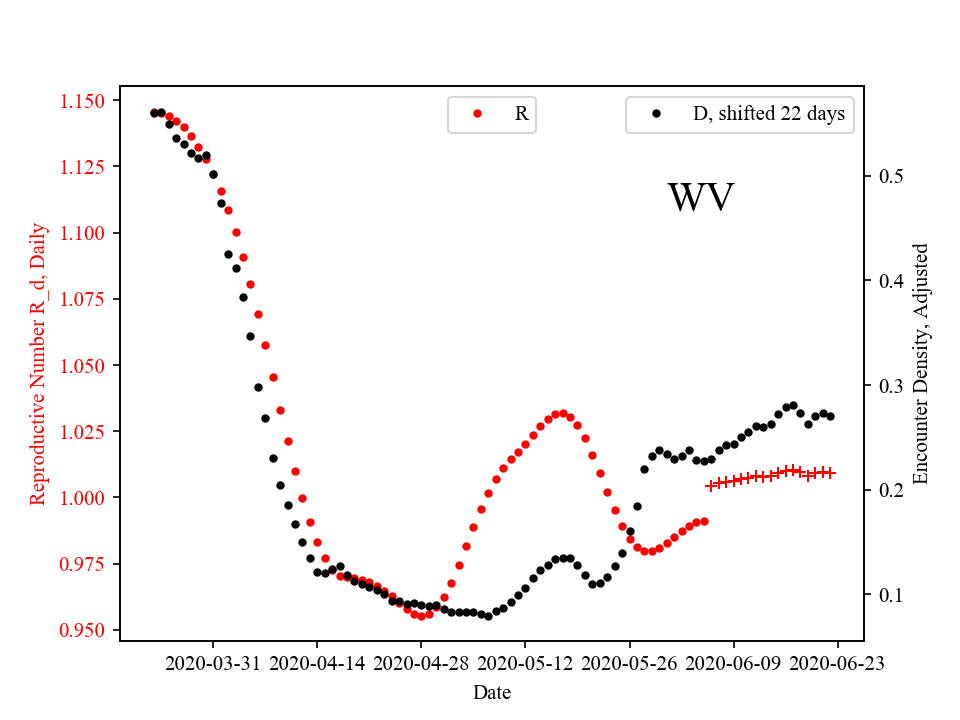 R
D, shifted 22 days
WV
Reproductive Number R_d, Daily
1.150
1.125
1.100
1.075
1.050
1.025
1.000
0.975
0.950
0.5
0.4
0.3
0.2
0.1
Encounter Density, Adjusted
2020-03-31 2020-04-14 2020-04-28 2020-05-12 2020-05-26 2020-06-09 2020-06-23
Date